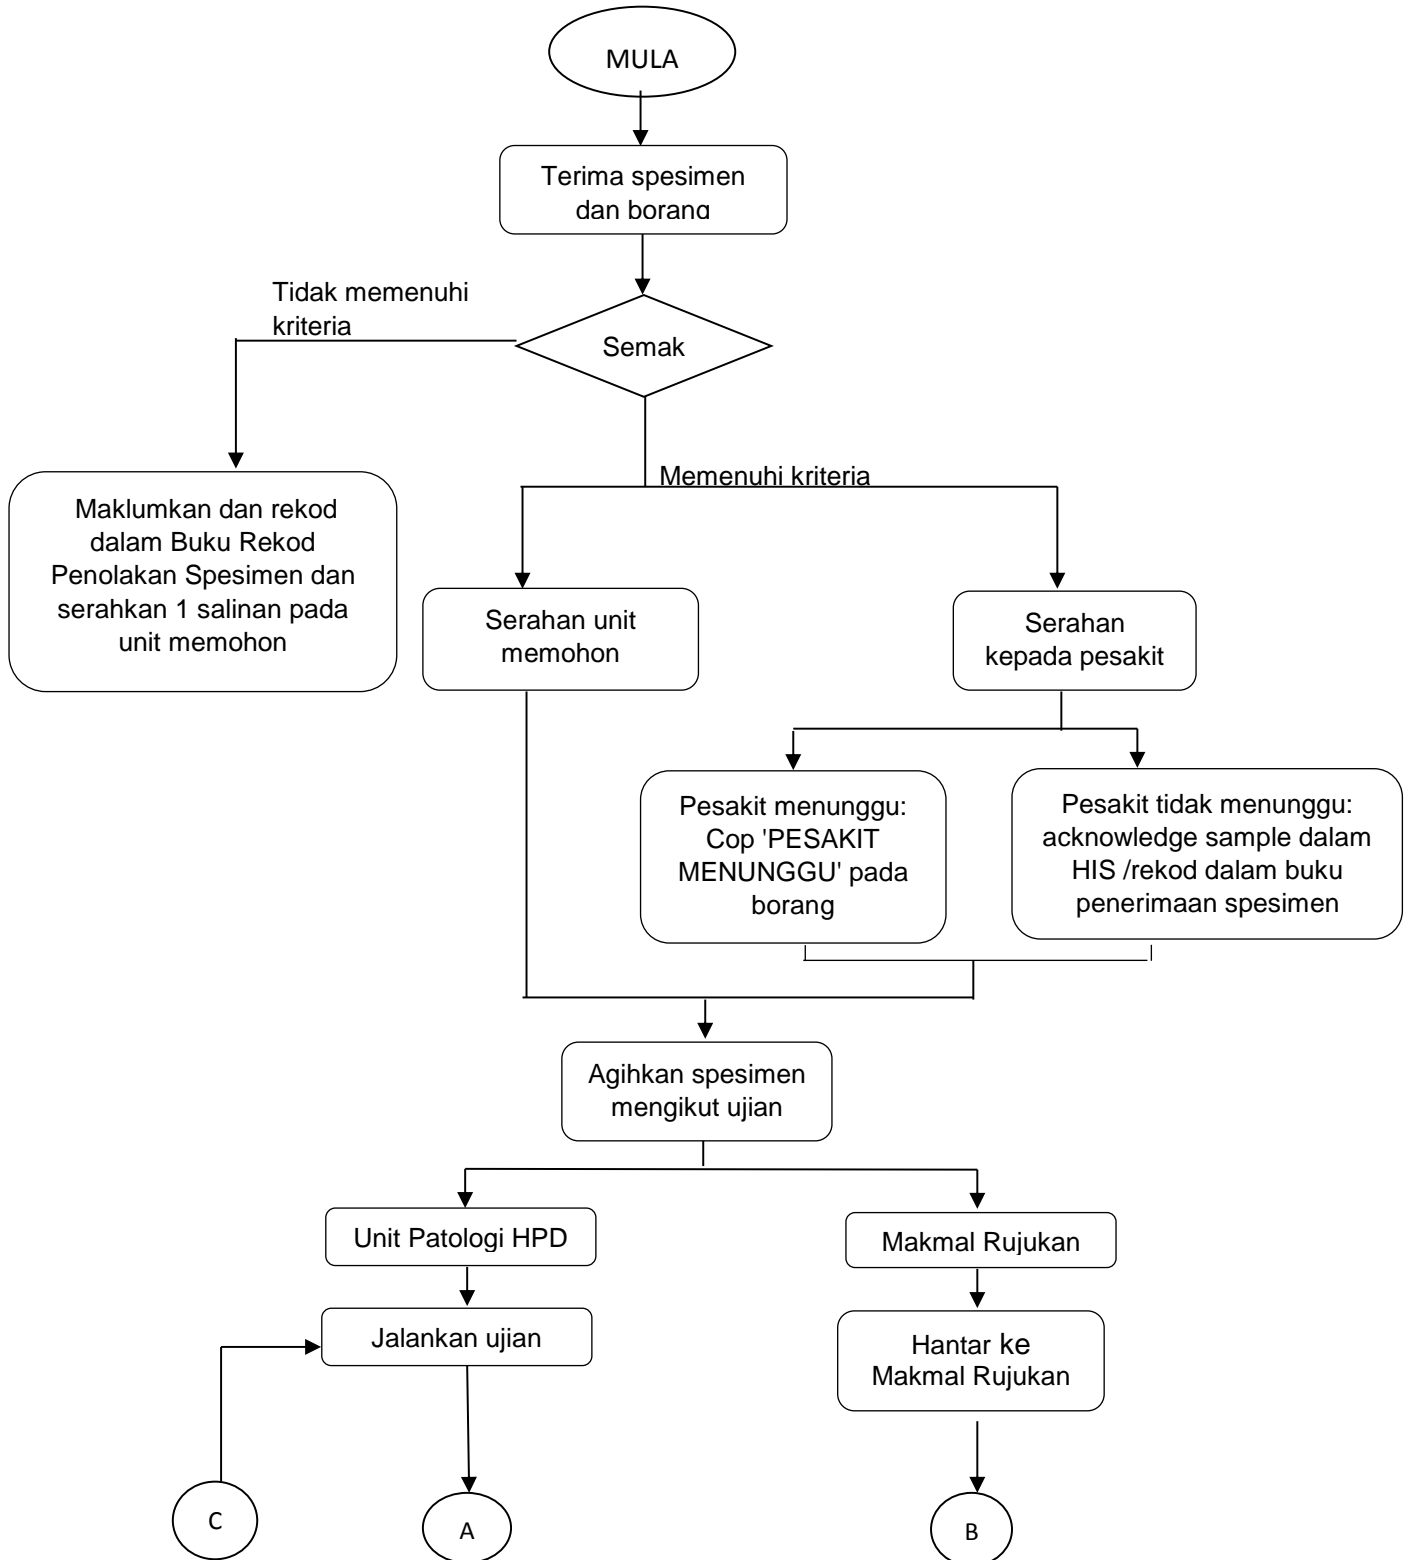 MULA
Terima spesimen
dan borang
Tidak memenuhi
kriteria
Semak
Memenuhi kriteria
Maklumkan dan rekod
dalam Buku Rekod
Penolakan Spesimen dan
serahkan 1 salinan pada
unit memohon
Serahan unit
memohon
Serahan
kepada pesakit
Pesakit menunggu:
Cop 'PESAKIT
MENUNGGU' pada
borang
Pesakit tidak menunggu:
acknowledge sample dalam
HIS /rekod dalam buku
penerimaan spesimen
Agihkan spesimen
mengikut ujian
Unit Patologi HPD
Makmal Rujukan
Jalankan ujian
Hantar ke
Makmal Rujukan
C
A
B